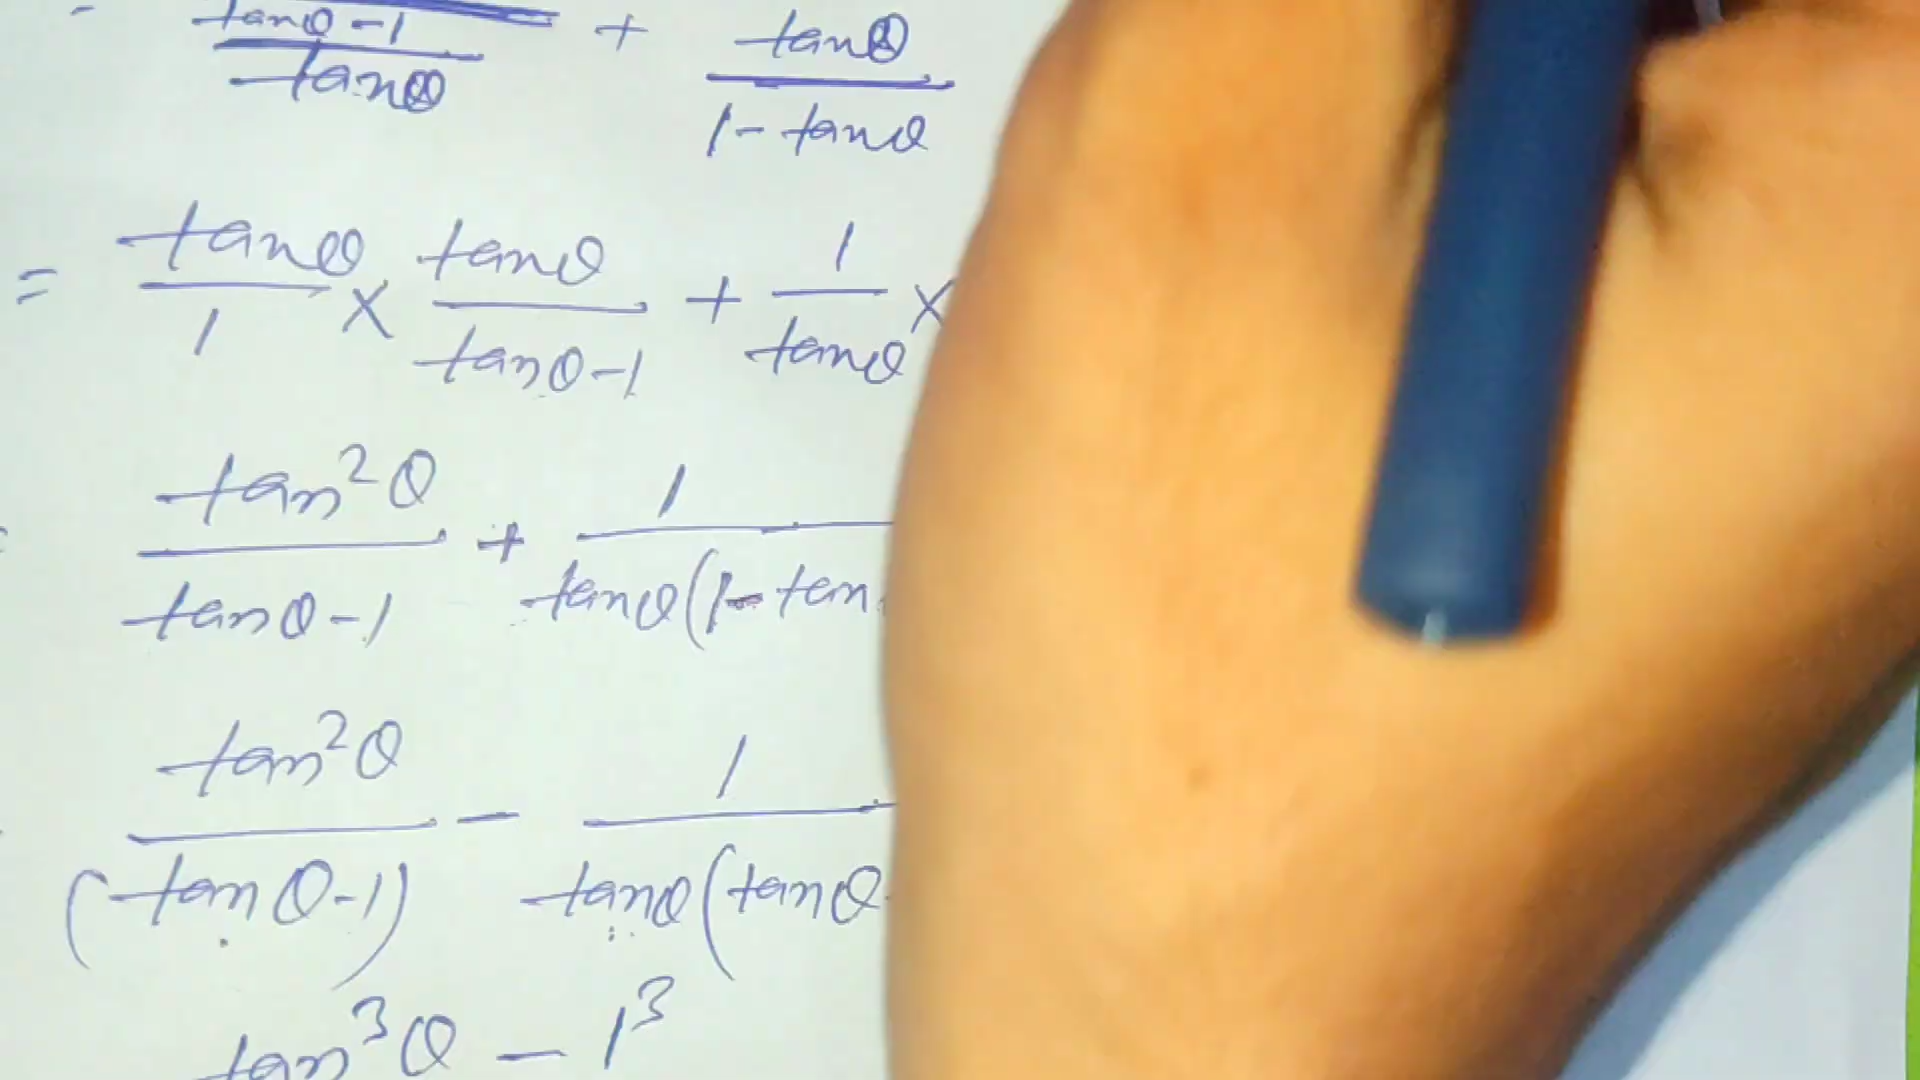 tanθ-1 + tanθ
tanθ 1-tanθ
= tanθ/1 × tanθ/tanθ-1 + 1/tanθ ×
tan²θ/tanθ-1 + 1/tanθ(1-tan
tan²θ/(tanθ-1) - 1/tanθ(tanθ
tan³θ - 1³